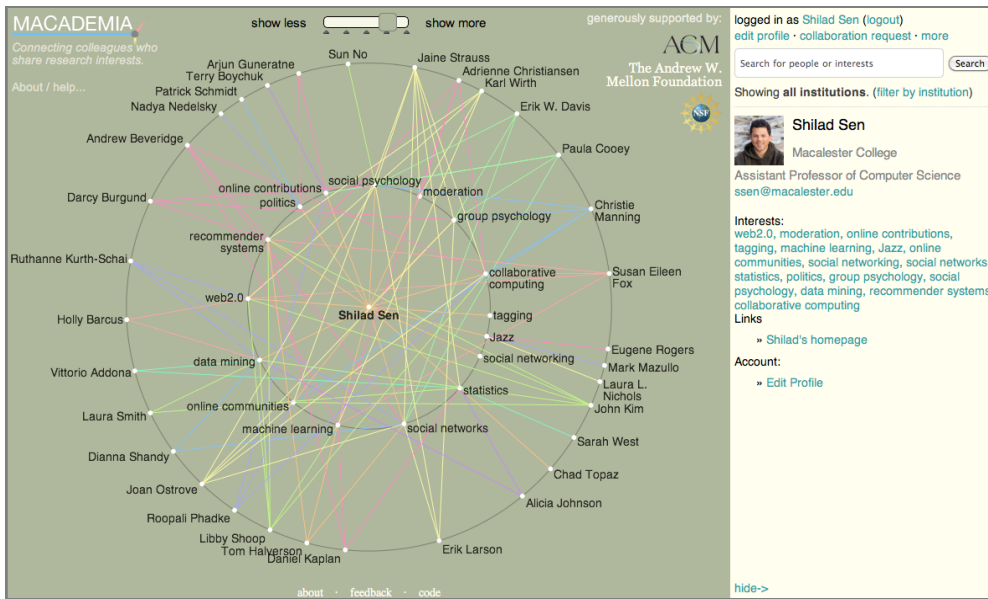 MACADEMIA
Connecting colleagues who
share research interests.
About / help...
show less
show more
generously supported by:
ACM
The Andrew W.
Mellon Foundation
NSF
Sun No
Jaine Strauss
Arjun Guneratne
Adrienne Christiansen
Terry Boychuk
Karl Wirth
Patrick Schmidt
Nadya Nedelsky
Erik W. Davis
Andrew Beveridge
Paula Cooey
Darcy Burgund
Christie
Manning
Ruthanne Kurth-Schai
Susan Eileen
Fox
Holly Barcus
Eugene Rogers
Vittorio Addona
Mark Mazullo
Laura L.
Nichols
Laura Smith
John Kim
Dianna Shandy
Sarah West
Joan Ostrove
Chad Topaz
Roopali Phadke
Alicia Johnson
Libby Shoop
Tom Halverson
Daniel Kaplan
Erik Larson
social psychology
online contributions
moderation
politics
group psychology
recommender
systems
collaborative
computing
web2.0
tagging
Shilad Sen
Jazz
data mining
social networking
statistics
online communities
machine learning
social networks
about · feedback · code
logged in as Shilad Sen (logout)
edit profile · collaboration request · more
Search for people or interests
Search
Showing all institutions. (filter by institution)
Shilad Sen
Macalester College
Assistant Professor of Computer Science
ssen@macalester.edu
Interests:
web2.0, moderation, online contributions,
tagging, machine learning, Jazz, online
communities, social networking, social networks
statistics, politics, group psychology, social
psychology, data mining, recommender systems
collaborative computing
Links
» Shilad's homepage
Account:
» Edit Profile
hide->